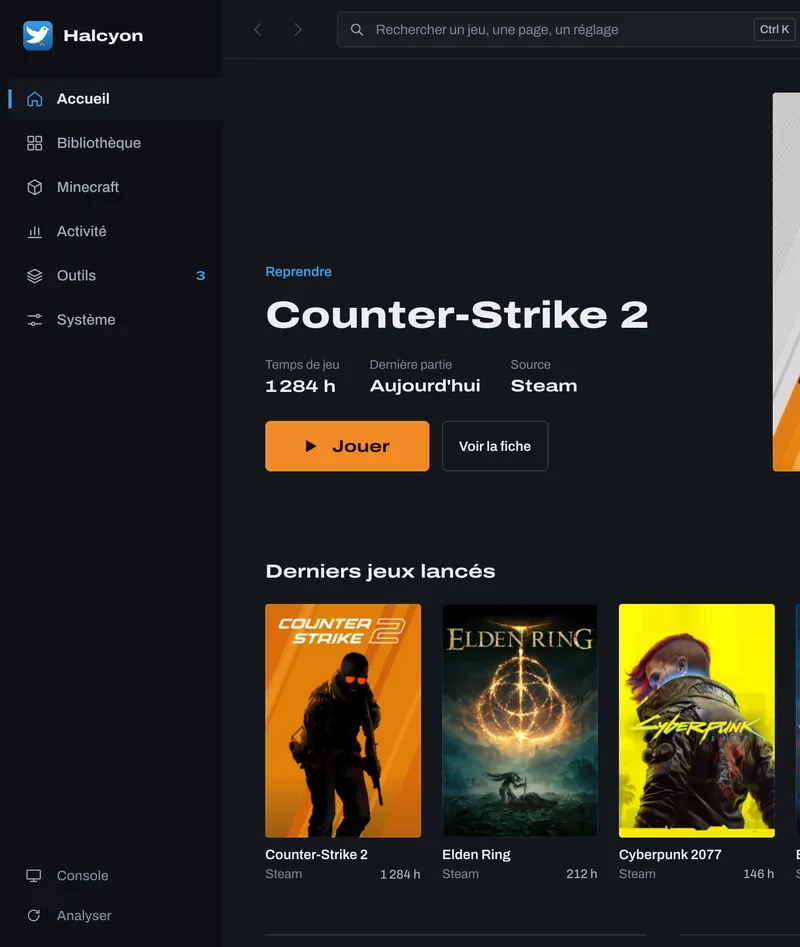 Halcyon
Rechercher un jeu, une page, un réglage
Ctrl K
Accueil
Bibliothèque
Minecraft
Activité
Outils 3
Système
Reprendre
Counter-Strike 2
Temps de jeu Dernière partie Source
1 284 h Aujourd'hui Steam
Jouer Voir la fiche
Derniers jeux lancés
COUNTER
STRIKE 2
ELDEN RING
Cyberpunk
Counter-Strike 2 Elden Ring Cyberpunk 2077
Steam 1 284 h Steam 212 h Steam 146 h
Console
Analyser